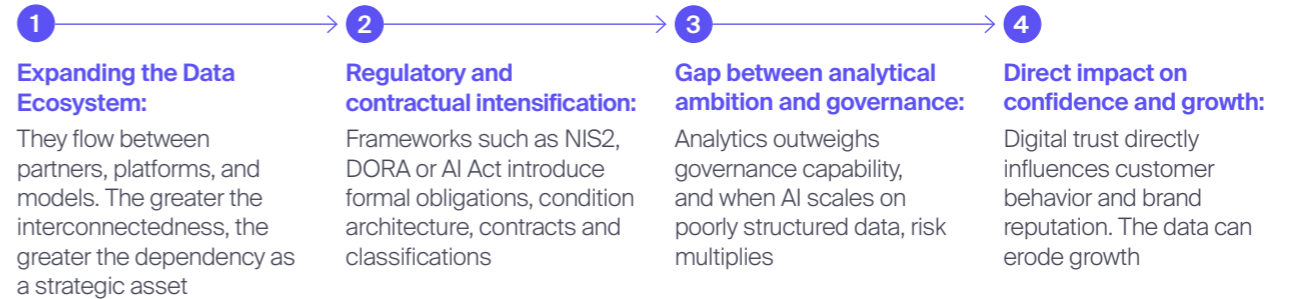 1
Expanding the Data
Ecosystem:
They flow between
partners, platforms, and
models. The greater the
interconnectedness, the
greater the dependency as
a strategic asset
2
Regulatory and
contractual intensification:
Frameworks such as NIS2,
DORA or AI Act introduce
formal obligations, condition
architecture, contracts and
classifications
3
Gap between analytical
ambition and governance:
Analytics outweighs
governance capability,
and when AI scales on
poorly structured data, risk
multiplies
4
Direct impact on
confidence and growth:
Digital trust directly
influences customer
behavior and brand
reputation. The data can
erode growth